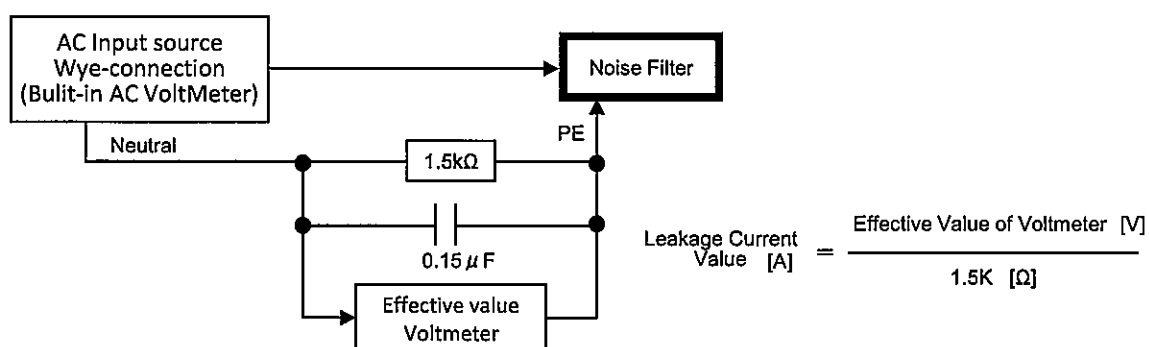 AC Input source
Wye-connection
(Bulit-in AC VoltMeter)
Noise Filter
Neutral
PE
1.5kΩ
0.15 μ F
Effective value
Voltmeter
Leakage Current
Value [A]
=
Effective Value of Voltmeter [V]
1.5K [Ω]